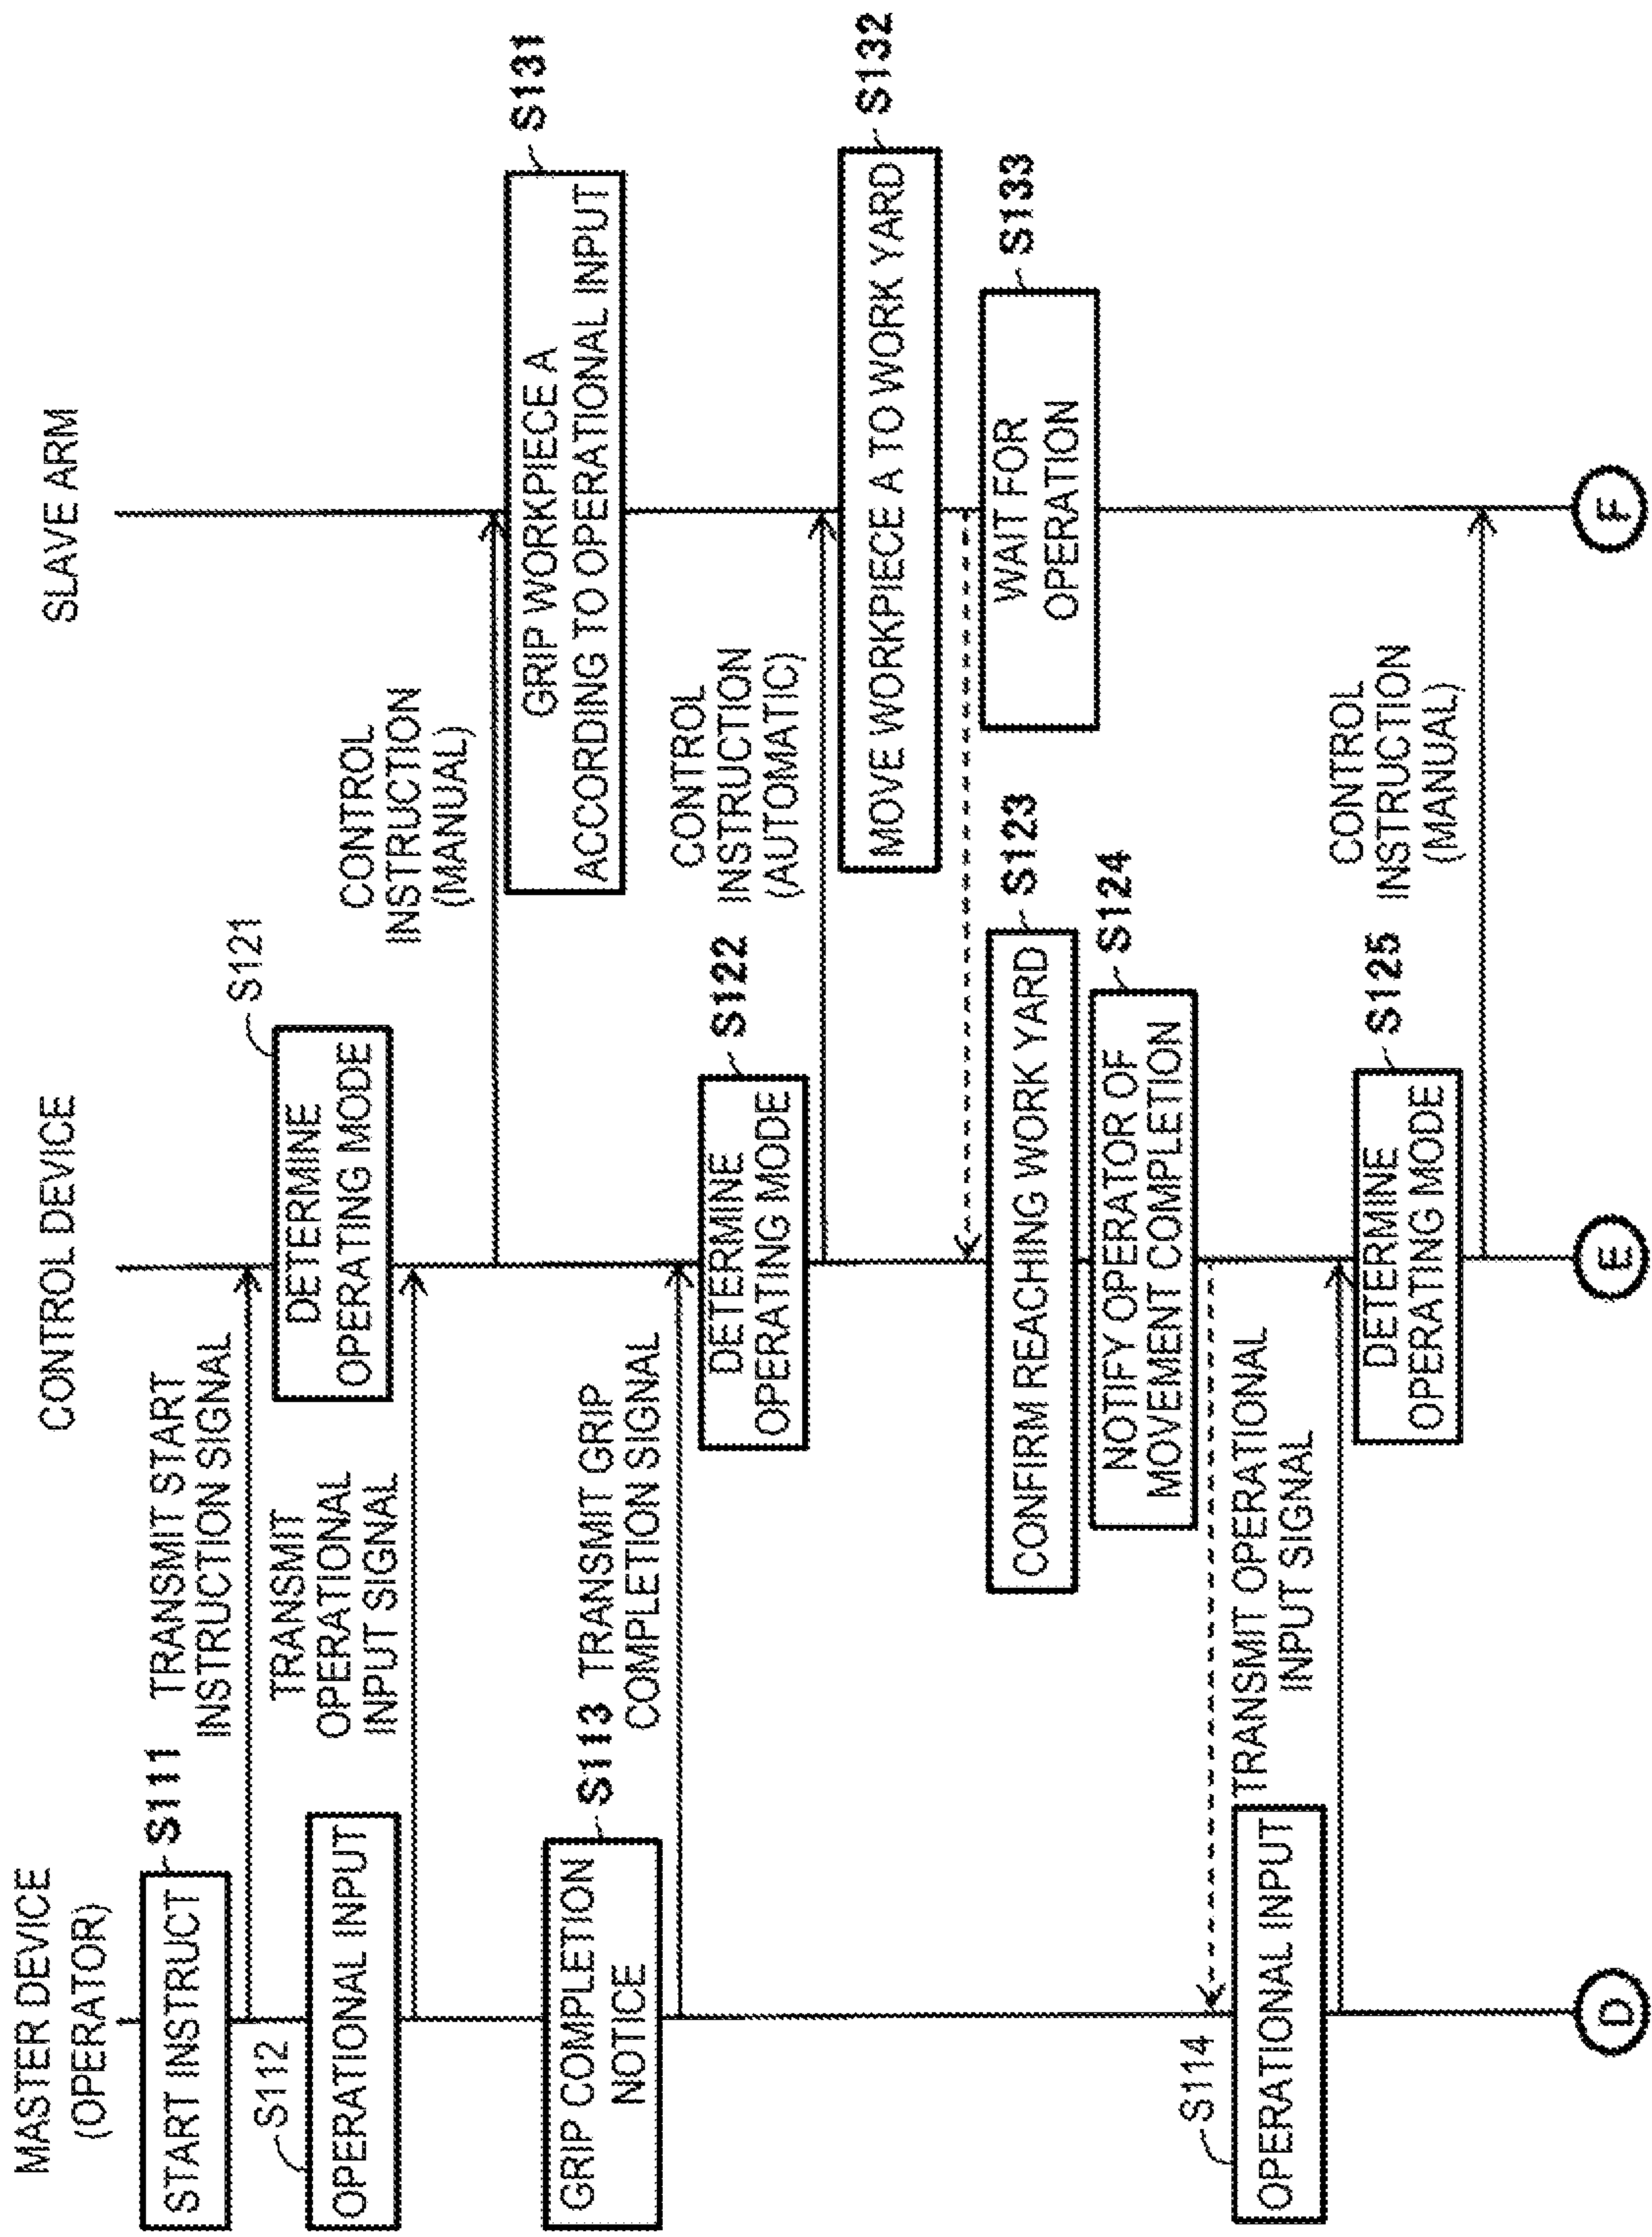 MASTER DEVICE
(OPERATOR)
CONTROL DEVICE
SLAVE ARM
START INSTRUCT
S111
TRANSMIT START
INSTRUCTION SIGNAL
S112
OPERATIONAL INPUT
TRANSMIT
OPERATIONAL
INPUT SIGNAL
S121
DETERMINE
OPERATING MODE
CONTROL
INSTRUCTION
(MANUAL)
S131
GRIP WORKPIECE A
ACCORDING TO OPERATIONAL INPUT
GRIP COMPLETION
NOTICE
S113
TRANSMIT GRIP
COMPLETION SIGNAL
S122
DETERMINE
OPERATING MODE
CONTROL
INSTRUCTION
(AUTOMATIC)
S132
MOVE WORKPIECE A TO WORK YARD
S133
WAIT FOR
OPERATION
S123
CONFIRM REACHING WORK YARD
S124
NOTIFY OPERATOR OF
MOVEMENT COMPLETION
S114
OPERATIONAL INPUT
TRANSMIT OPERATIONAL
INPUT SIGNAL
S125
DETERMINE
OPERATING MODE
CONTROL
INSTRUCTION
(MANUAL)
D
E
F